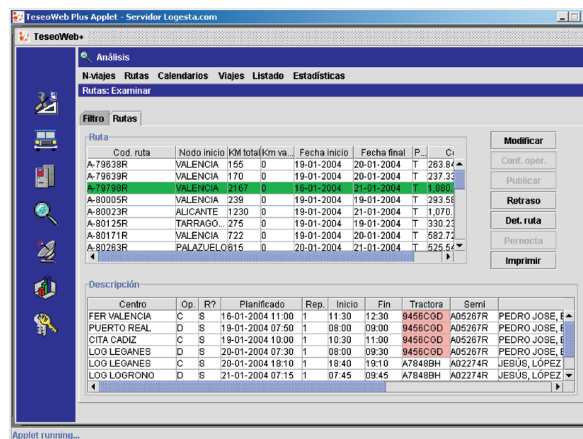 TeseoWeb Plus Applet - Servidor Logesta.com
TeseoWeb+
Análisis
N-viajes Rutas Calendarios Viajes Listado Estadísticas
Rutas: Examinar
Filtro Rutas
Ruta
Cod. ruta Nodo inicio KM total Km va... Fecha inicio Fecha final P...
A-79638R VALENCIA 155 0 19-01-2004 20-01-2004 T 263.84
A-79639R VALENCIA 170 0 19-01-2004 20-01-2004 T 237.33
A-79798R VALENCIA 2167 0 16-01-2004 21-01-2004 T 1,880.
A-80005R VALENCIA 239 0 19-01-2004 19-01-2004 T 293.58
A-80023R ALICANTE 1230 0 19-01-2004 21-01-2004 T 1,070.
A-80125R TARRAGO... 275 0 19-01-2004 19-01-2004 T 330.23
A-80171R VALENCIA 722 0 19-01-2004 20-01-2004 T 582.72
A-80263R PALAZUELO 615 0 20-01-2004 21-01-2004 T 525.54
Modificar
Conf. oper.
Publicar
Retraso
Det. ruta
Pernocta
Imprimir
Descripción
Centro Op. R? Planificado Rep. Inicio Fin Tractora Semi
FER VALENCIA C S 16-01-2004 11:00 1 11:30 12:30 9456CGD A05267R PEDRO JOSE, E
PUERTO REAL D S 19-01-2004 07:50 1 08:00 09:00 9456CGD A05267R PEDRO JOSE, E
CITA CADIZ C S 19-01-2004 10:00 1 10:30 11:00 9456CGD A05267R PEDRO JOSE, E
LOG LEGANES D S 20-01-2004 07:30 1 08:00 09:30 9456CGD A05267R PEDRO JOSE, E
LOG LEGANES C S 20-01-2004 18:10 1 18:40 19:10 A7848BH A02274R JESÚS, LÓPEZ
LOG LOGRONO D S 21-01-2004 07:15 1 07:45 09:45 A7848BH A02274R JESÚS, LÓPEZ
Applet running...